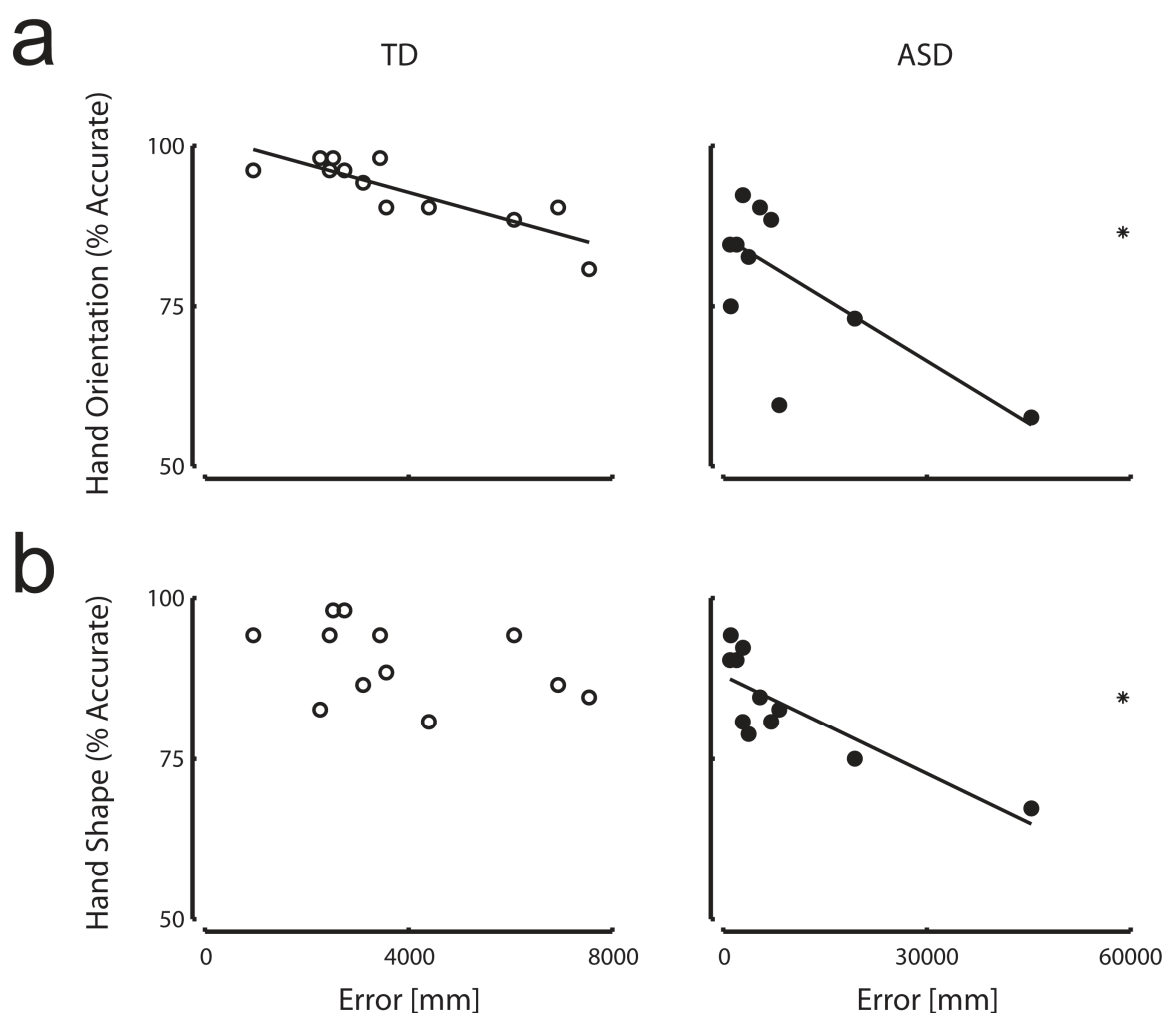 a
TD
ASD
Hand Orientation (% Accurate)
100
75
50
b
Hand Shape (% Accurate)
100
75
50
0
4000
8000
0
30000
60000
Error [mm]
Error [mm]
*
*